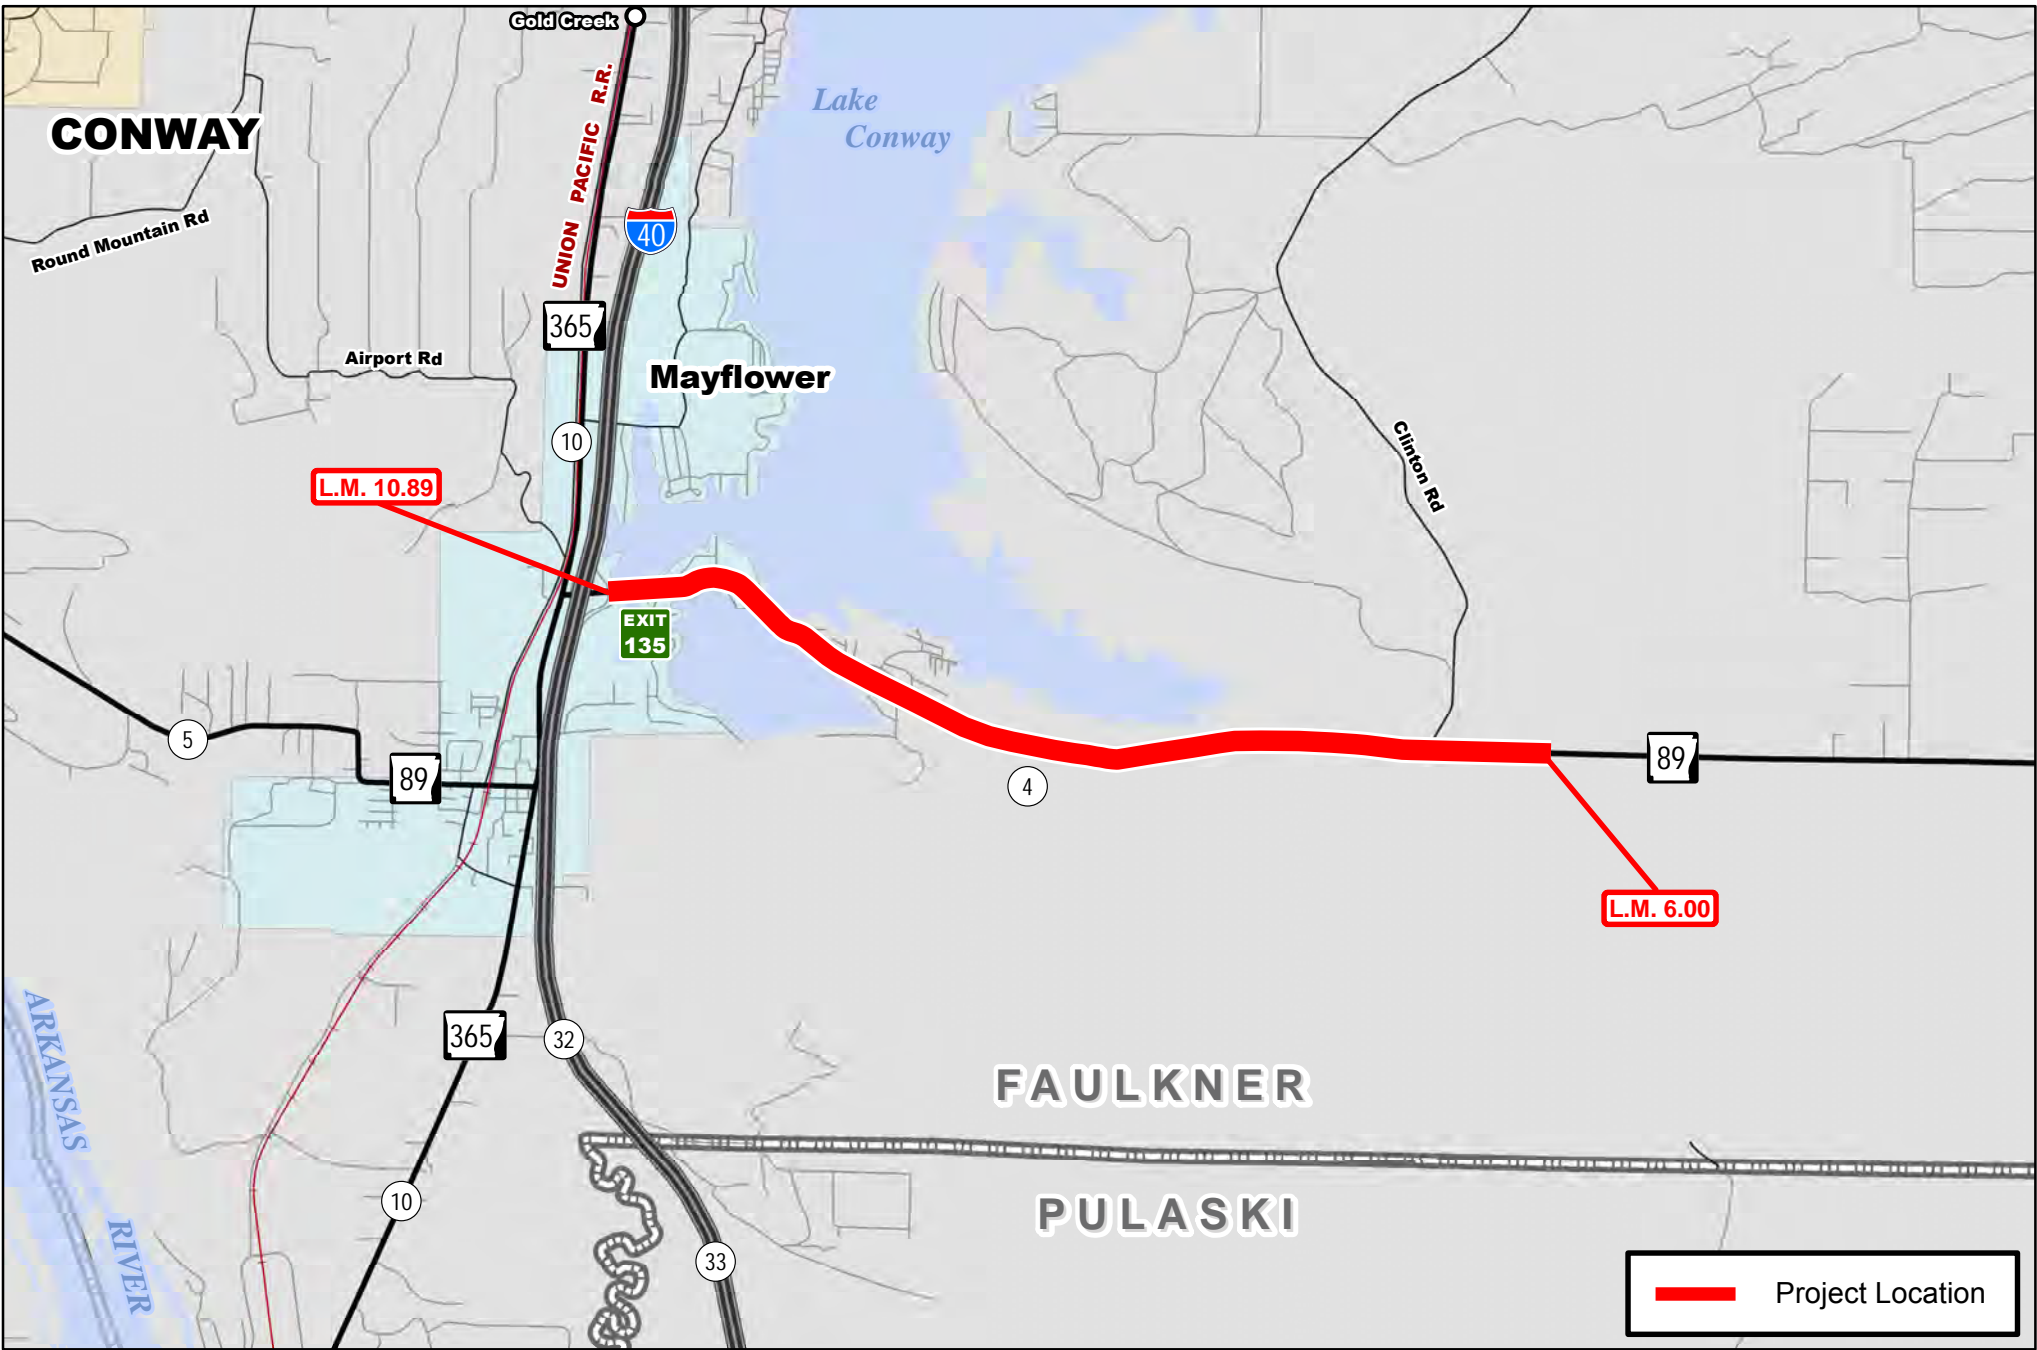 Gold Creek
UNION PACIFIC R.R.
Lake
Conway
CONWAY
Round Mountain Rd
40
365
Airport Rd
Mayflower
10
Clinton Rd
L.M. 10.89
EXIT
135
5
89
4
89
L.M. 6.00
ARKANSAS
RIVER
365
32
FAULKNER
PULASKI
10
33
Project Location